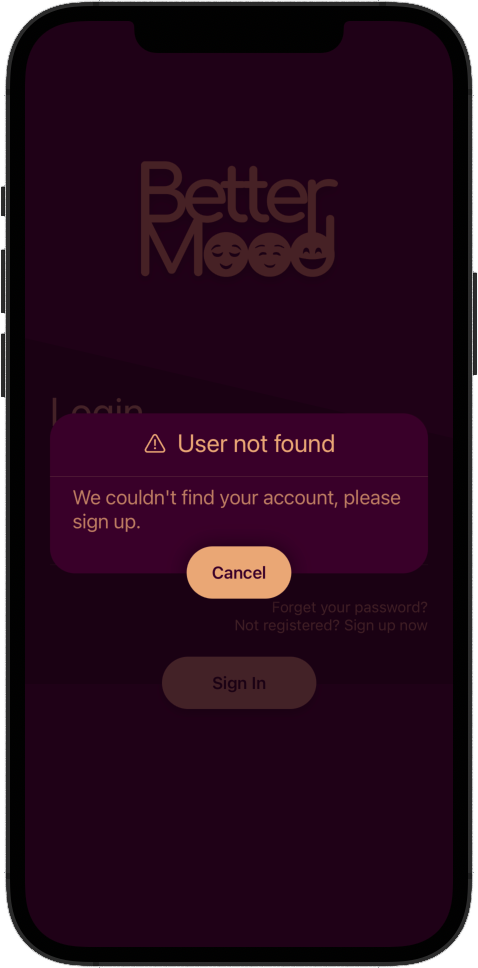 Better
Mood
Login
User not found
We couldn't find your account, please
sign up.
Cancel
Forget your password?
Not registered? Sign up now
Sign In